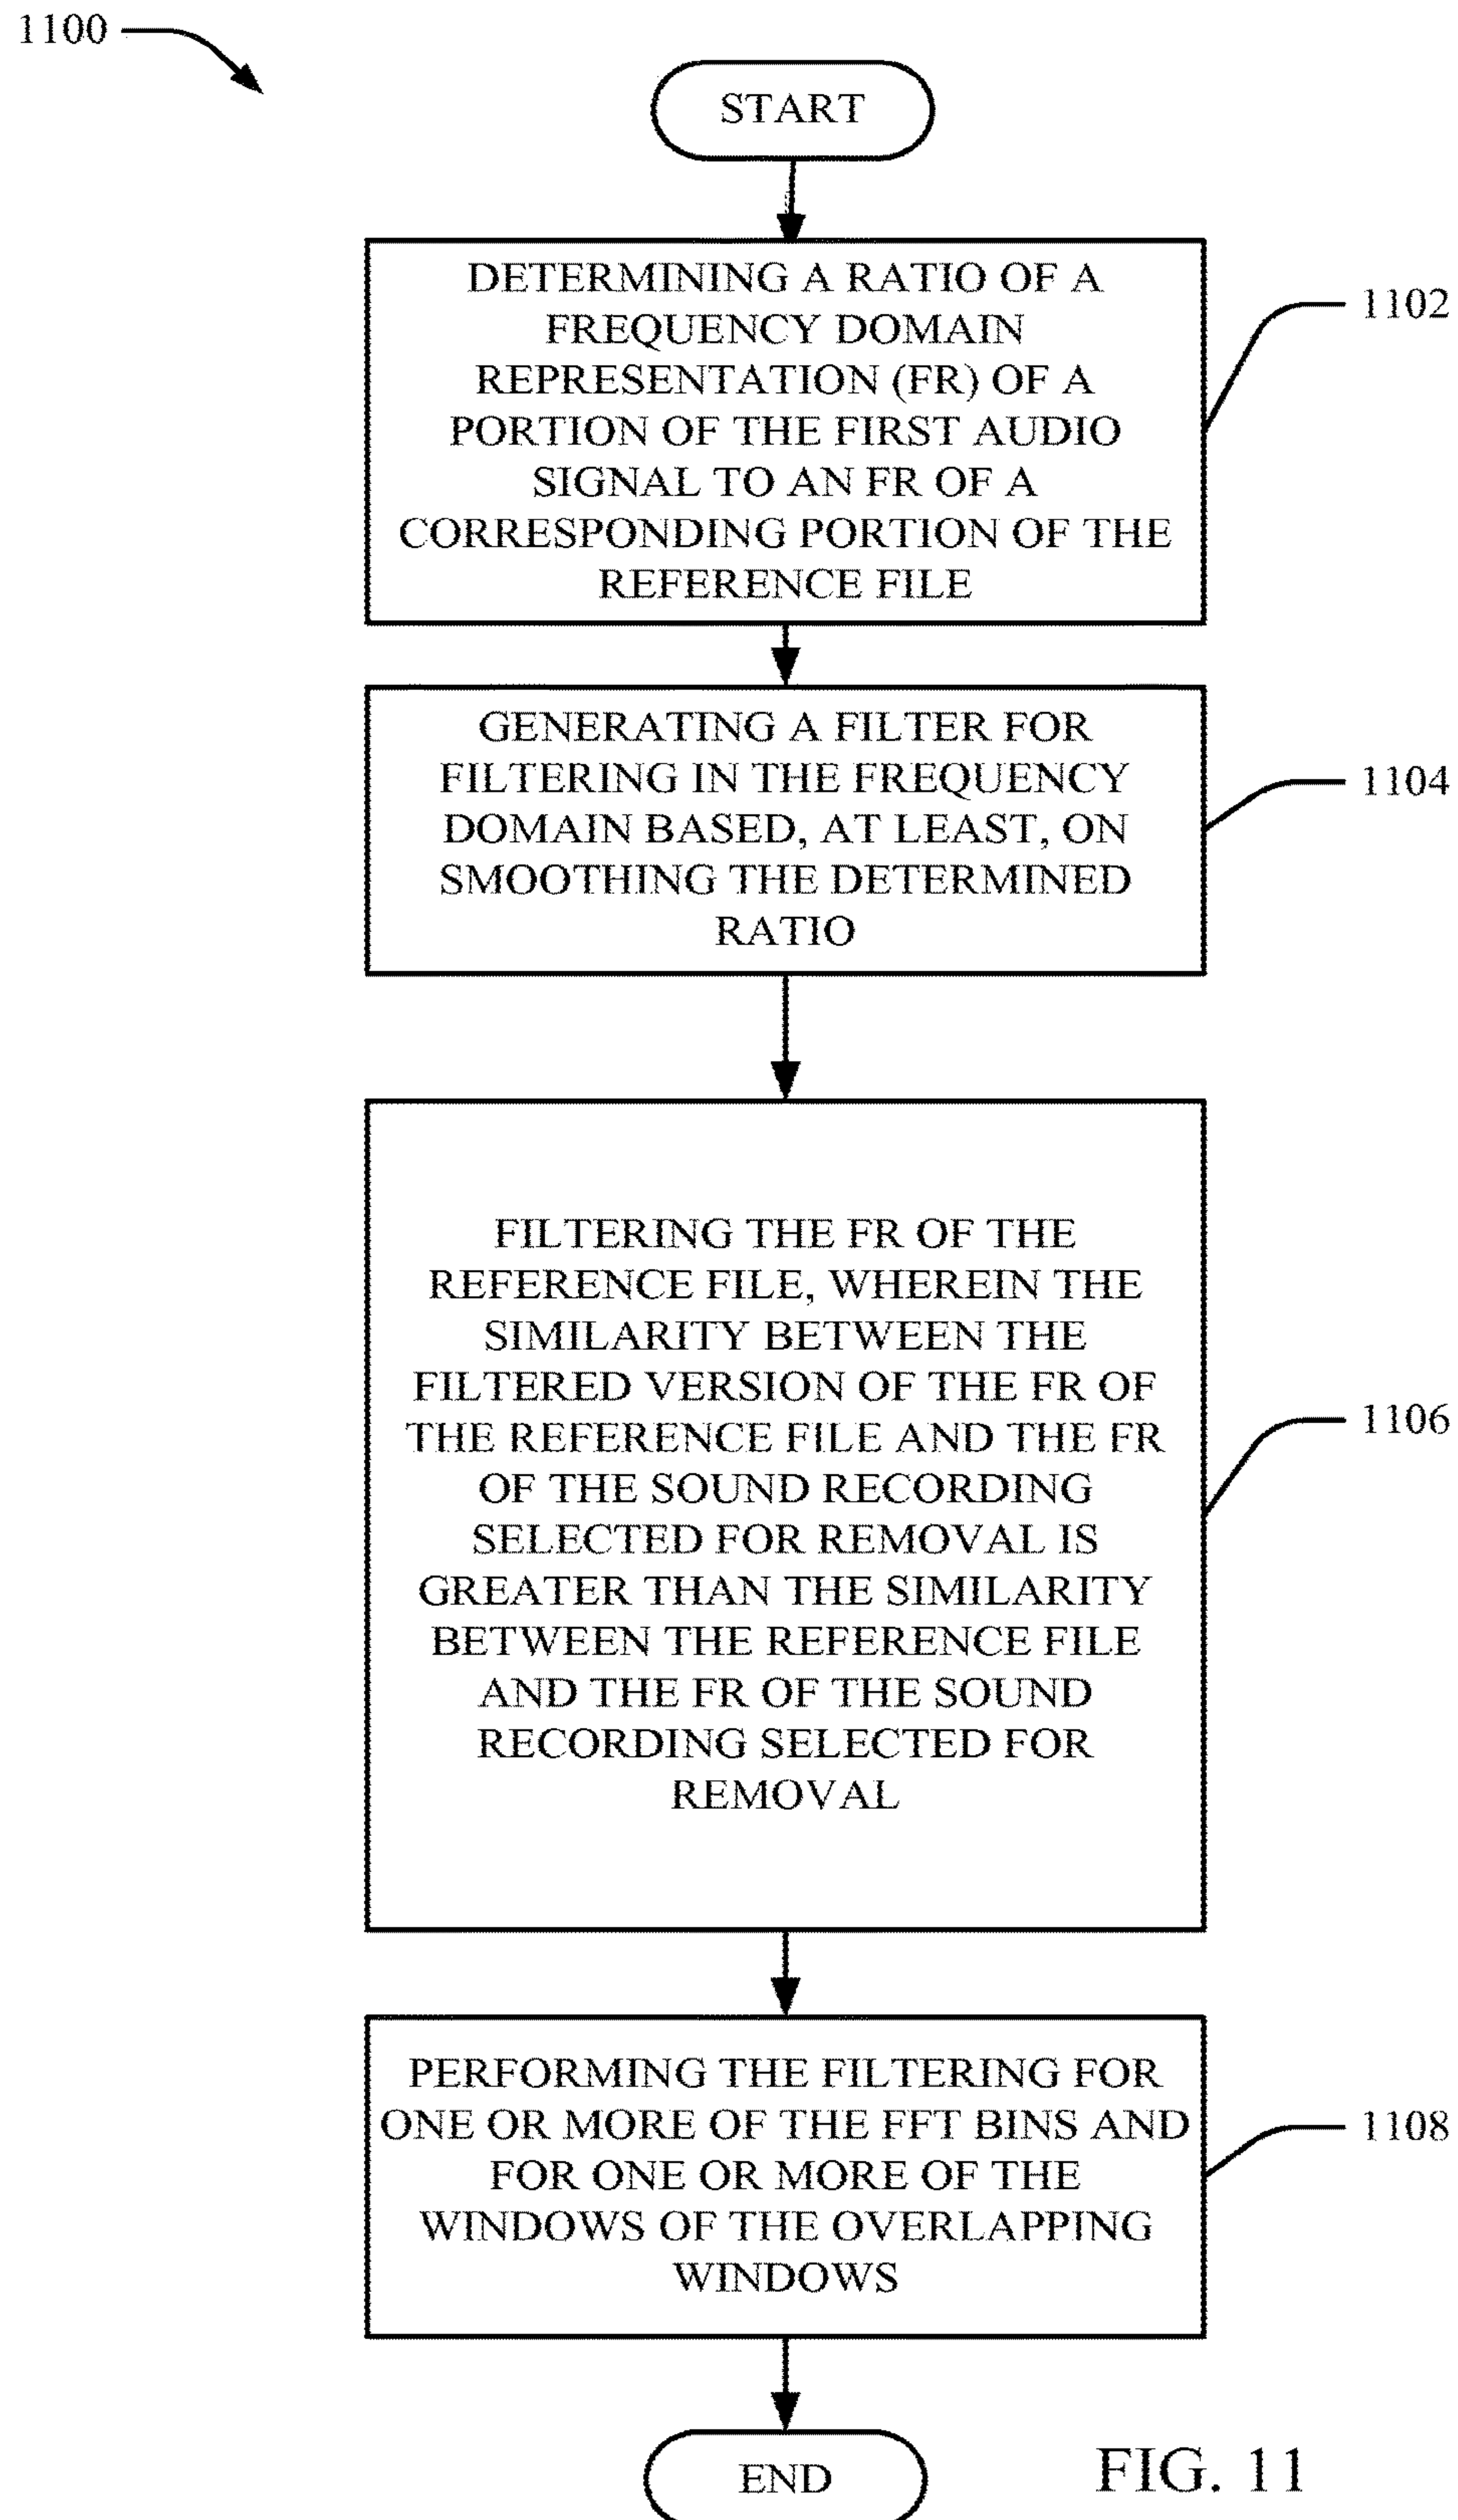 1100
START
DETERMINING A RATIO OF A
FREQUENCY DOMAIN
REPRESENTATION (FR) OF A
PORTION OF THE FIRST AUDIO
SIGNAL TO AN FR OF A
CORRESPONDING PORTION OF THE
REFERENCE FILE
1102
GENERATING A FILTER FOR
FILTERING IN THE FREQUENCY
DOMAIN BASED, AT LEAST, ON
SMOOTHING THE DETERMINED
RATIO
1104
FILTERING THE FR OF THE
REFERENCE FILE, WHEREIN THE
SIMILARITY BETWEEN THE
FILTERED VERSION OF THE FR OF
THE REFERENCE FILE AND THE FR
OF THE SOUND RECORDING
SELECTED FOR REMOVAL IS
GREATER THAN THE SIMILARITY
BETWEEN THE REFERENCE FILE
AND THE FR OF THE SOUND
RECORDING SELECTED FOR
REMOVAL
1106
PERFORMING THE FILTERING FOR
ONE OR MORE OF THE FFT BINS AND
FOR ONE OR MORE OF THE
WINDOWS OF THE OVERLAPPING
WINDOWS
1108
END
FIG. 11